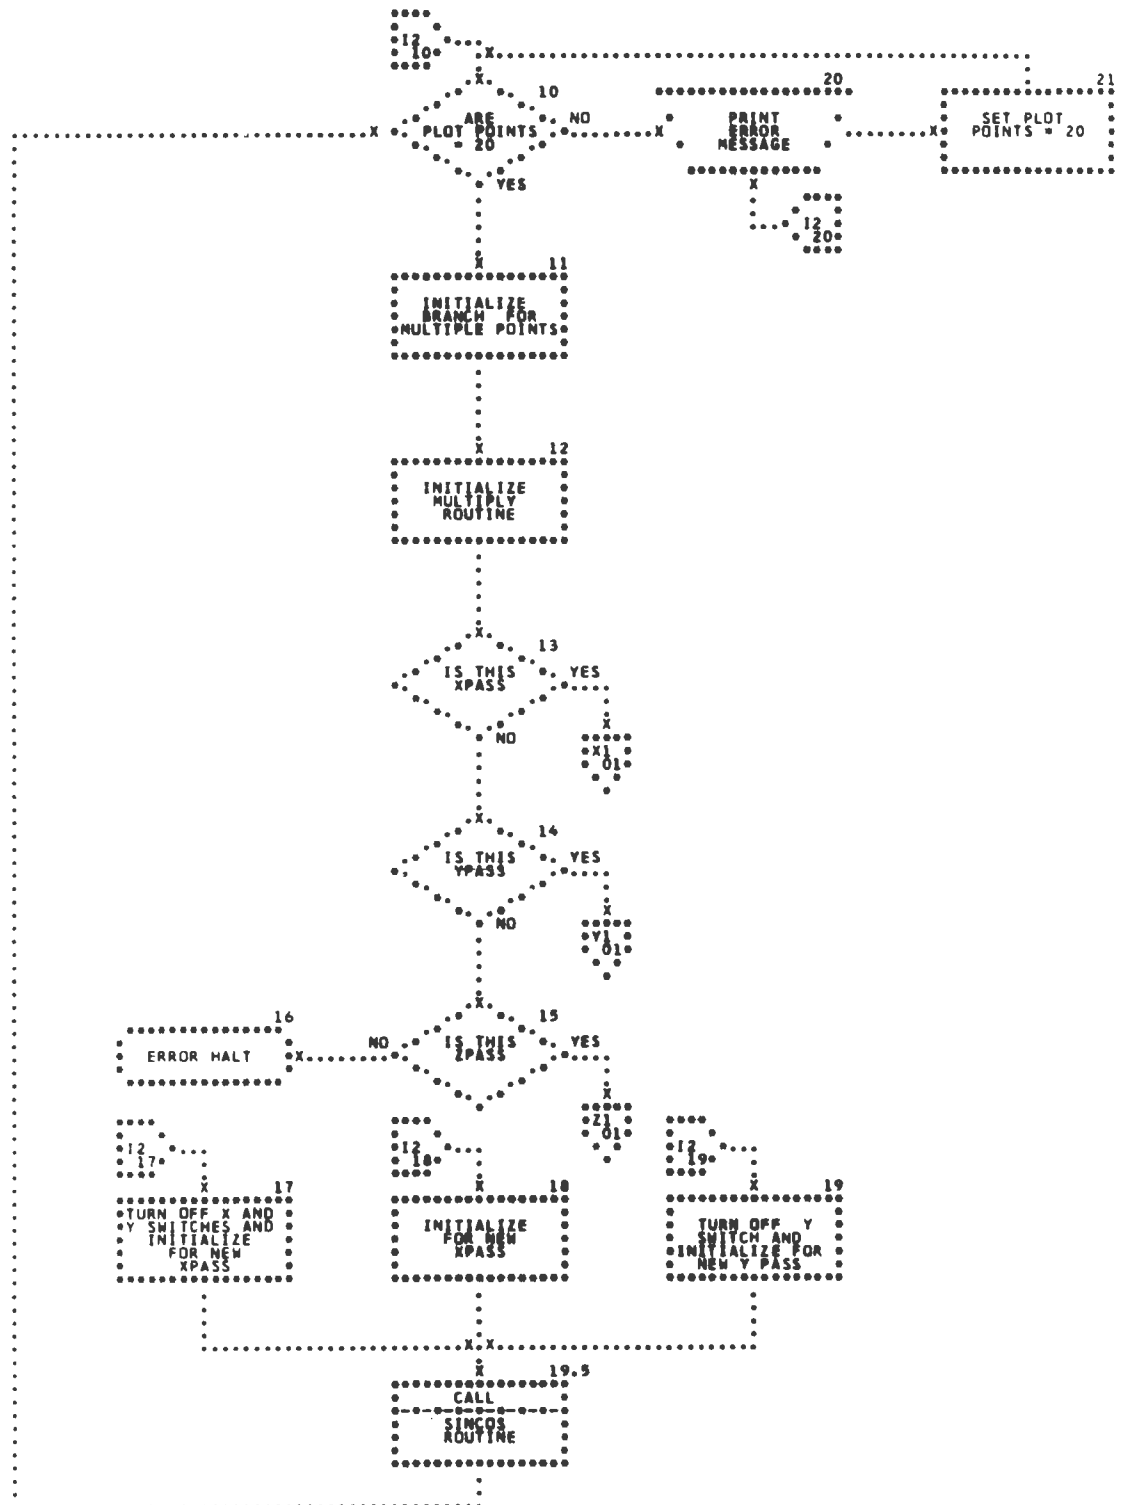 I2
10
10
20
21
ARE
PLOT POINTS
= 20
NO
YES
PRINT
ERROR
MESSAGE
SET PLOT
POINTS = 20
I2
20
11
INITIALIZE
BRANCH FOR
MULTIPLE POINTS
12
INITIALIZE
MULTIPLY
ROUTINE
13
IS THIS
XPASS
YES
NO
X1
01
14
IS THIS
YPASS
YES
NO
Y1
01
15
IS THIS
ZPASS
YES
NO
16
ERROR HALT
Z1
01
I2
17
I2
18
I2
19
17
TURN OFF X AND
Y SWITCHES AND
INITIALIZE
FOR NEW
XPASS
18
INITIALIZE
FOR NEW
XPASS
19
TURN OFF Y
SWITCH AND
INITIALIZE FOR
NEW Y PASS
19.5
CALL
SINCOS
ROUTINE